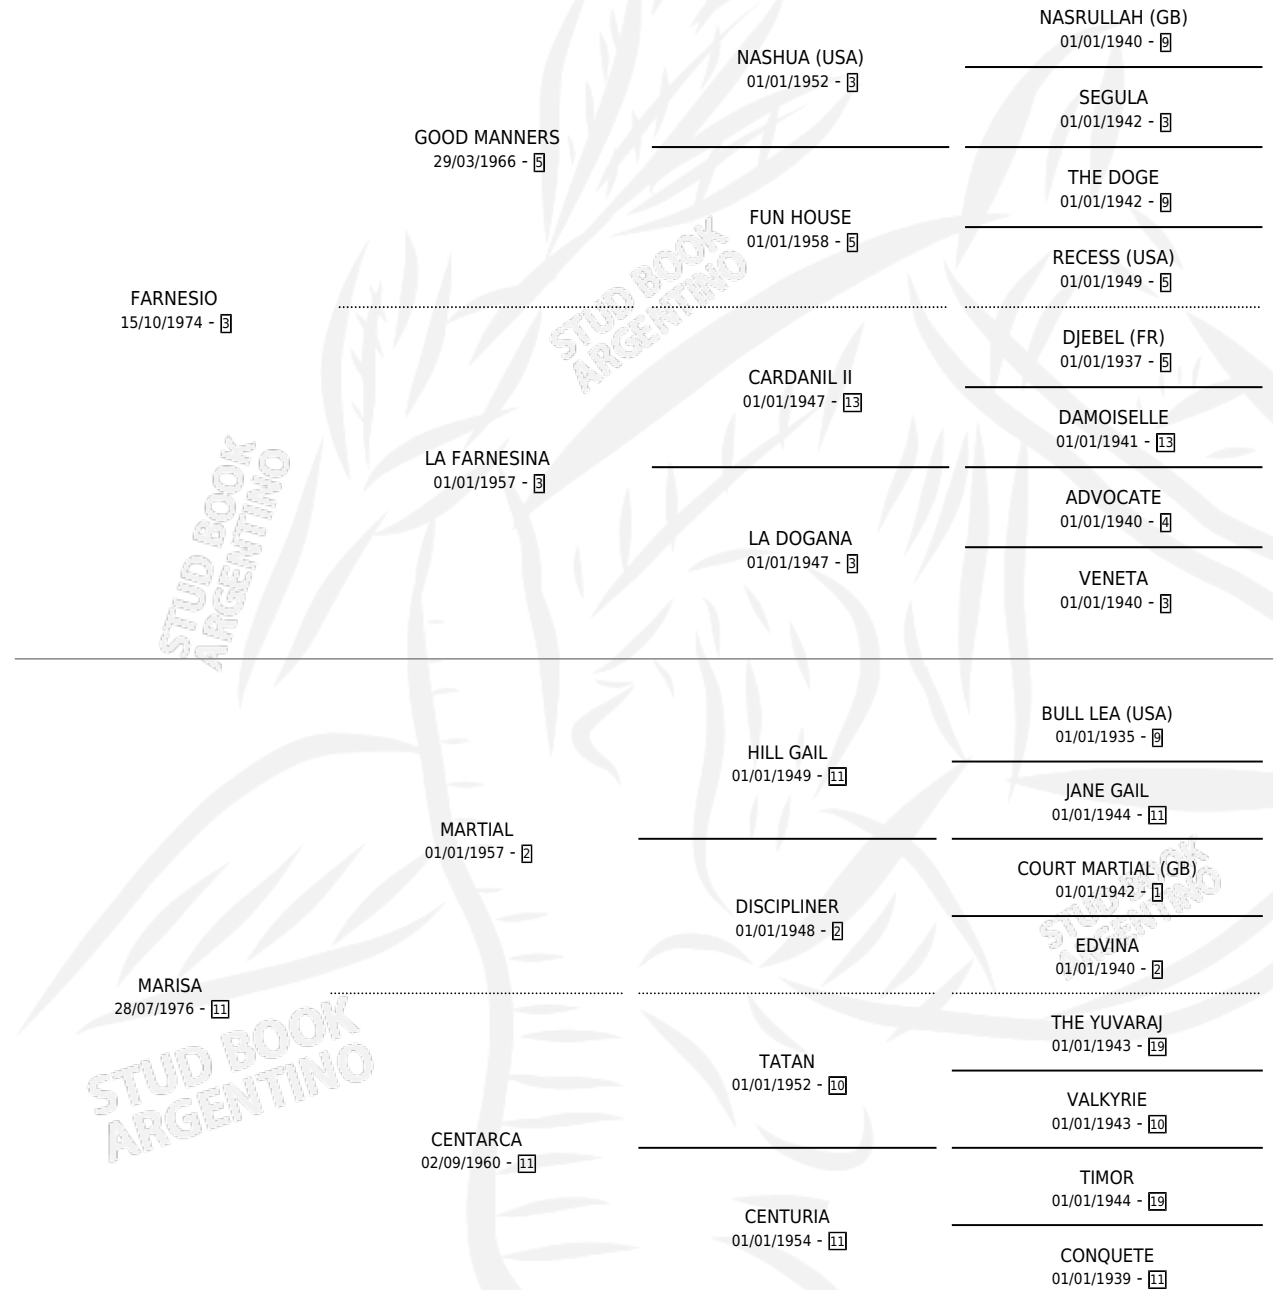 NASRULLAH (GB)
01/01/1940 - 9
NASHUA (USA)
01/01/1952 - 3
SEGULA
01/01/1942 - 3
GOOD MANNERS
29/03/1966 - 5
THE DOGE
01/01/1942 - 9
FUN HOUSE
01/01/1958 - 5
RECESS (USA)
01/01/1949 - 5
FARNESIO
15/10/1974 - 3
DJEBEL (FR)
01/01/1937 - 5
CARDANIL II
01/01/1947 - 13
DAMOISELLE
01/01/1941 - 13
LA FARNESINA
01/01/1957 - 3
ADVOCATE
01/01/1940 - 4
LA DOGANA
01/01/1947 - 3
VENETA
01/01/1940 - 3
STUD BOOK
ARGENTINO
STUD BOOK
ARGENTINO
BULL LEA (USA)
01/01/1935 - 9
HILL GAIL
01/01/1949 - 11
JANE GAIL
01/01/1944 - 11
MARTIAL
01/01/1957 - 2
COURT MARTIAL (GB)
01/01/1942 - 1
DISCIPLINER
01/01/1948 - 2
EDVINA
01/01/1940 - 2
MARISA
28/07/1976 - 11
THE YUVARAJ
01/01/1943 - 19
TATAN
01/01/1952 - 10
VALKYRIE
01/01/1943 - 10
CENTARCA
02/09/1960 - 11
TIMOR
01/01/1944 - 19
CENTURIA
01/01/1954 - 11
CONQUETE
01/01/1939 - 11
STUD BOOK
ARGENTINO
STUD BOOK
ARGENTINO